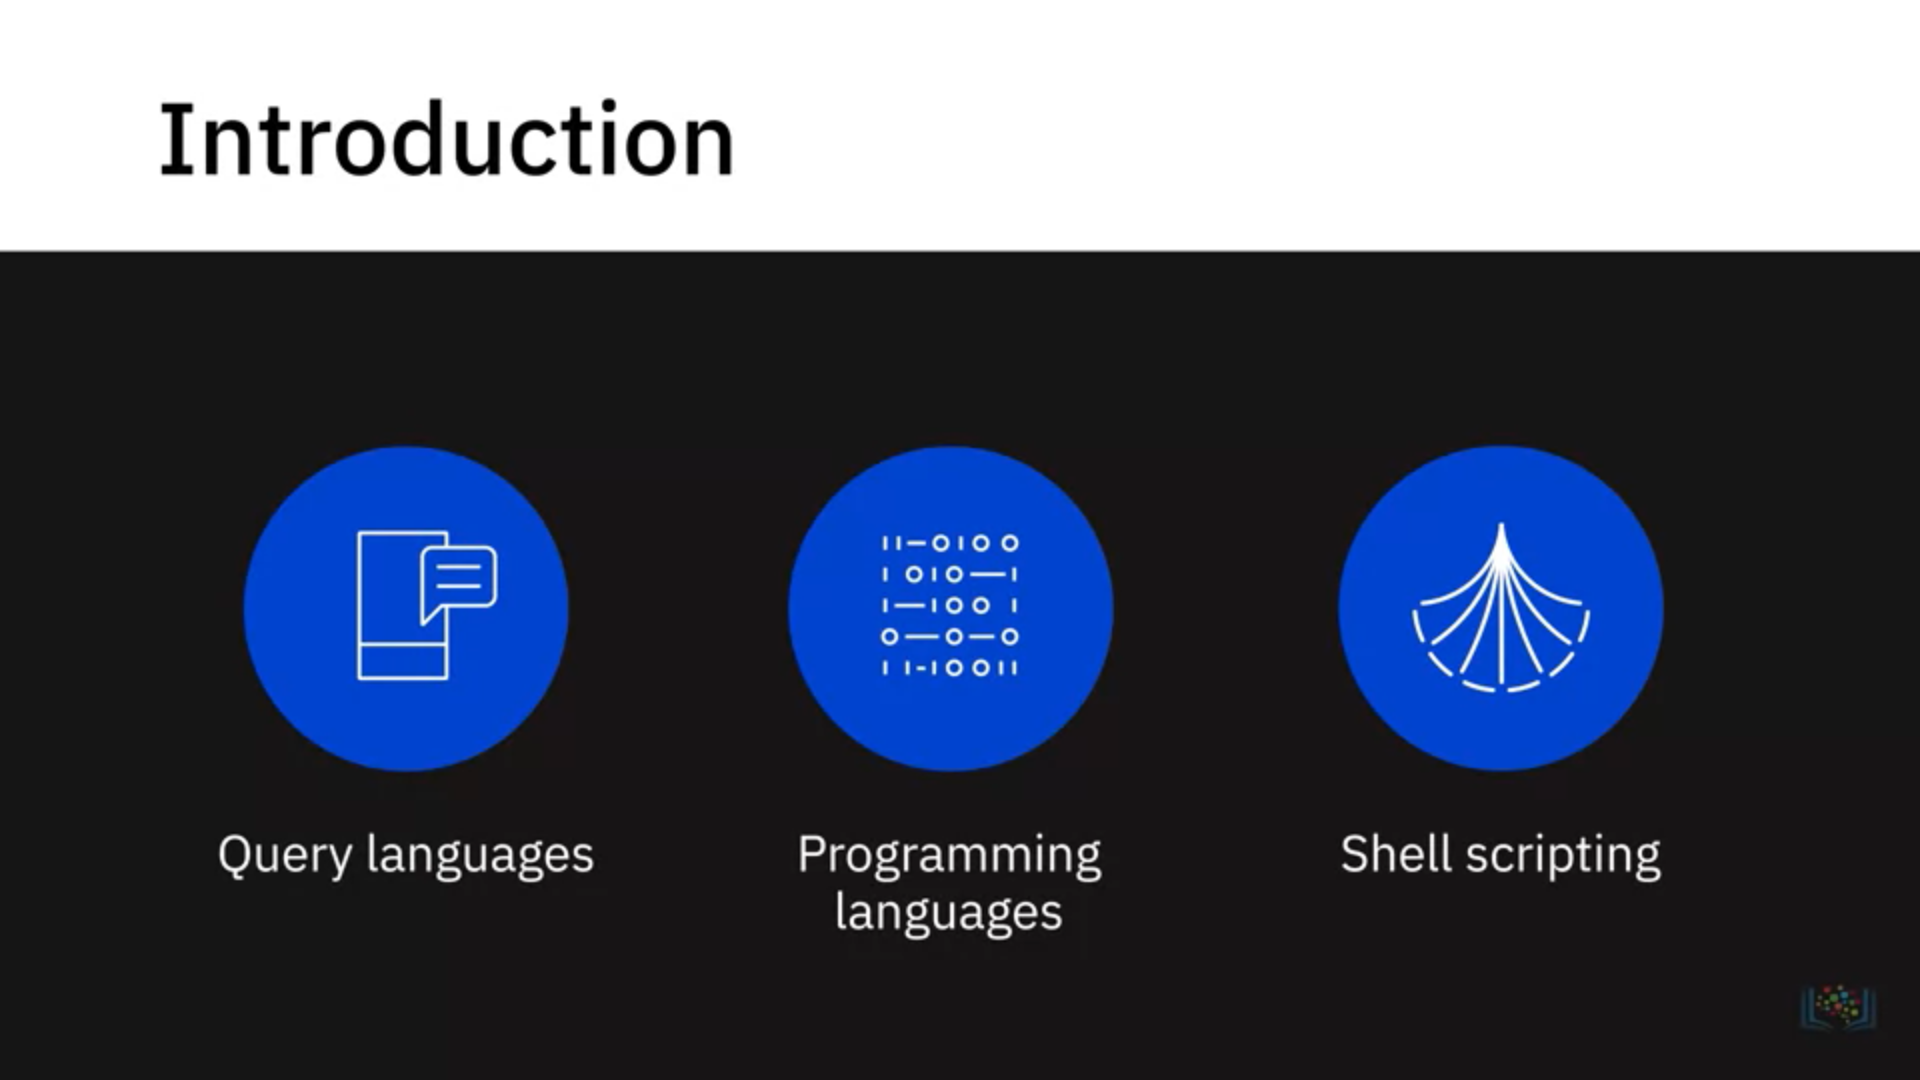 Introduction
Query languages
Programming
languages
Shell scripting